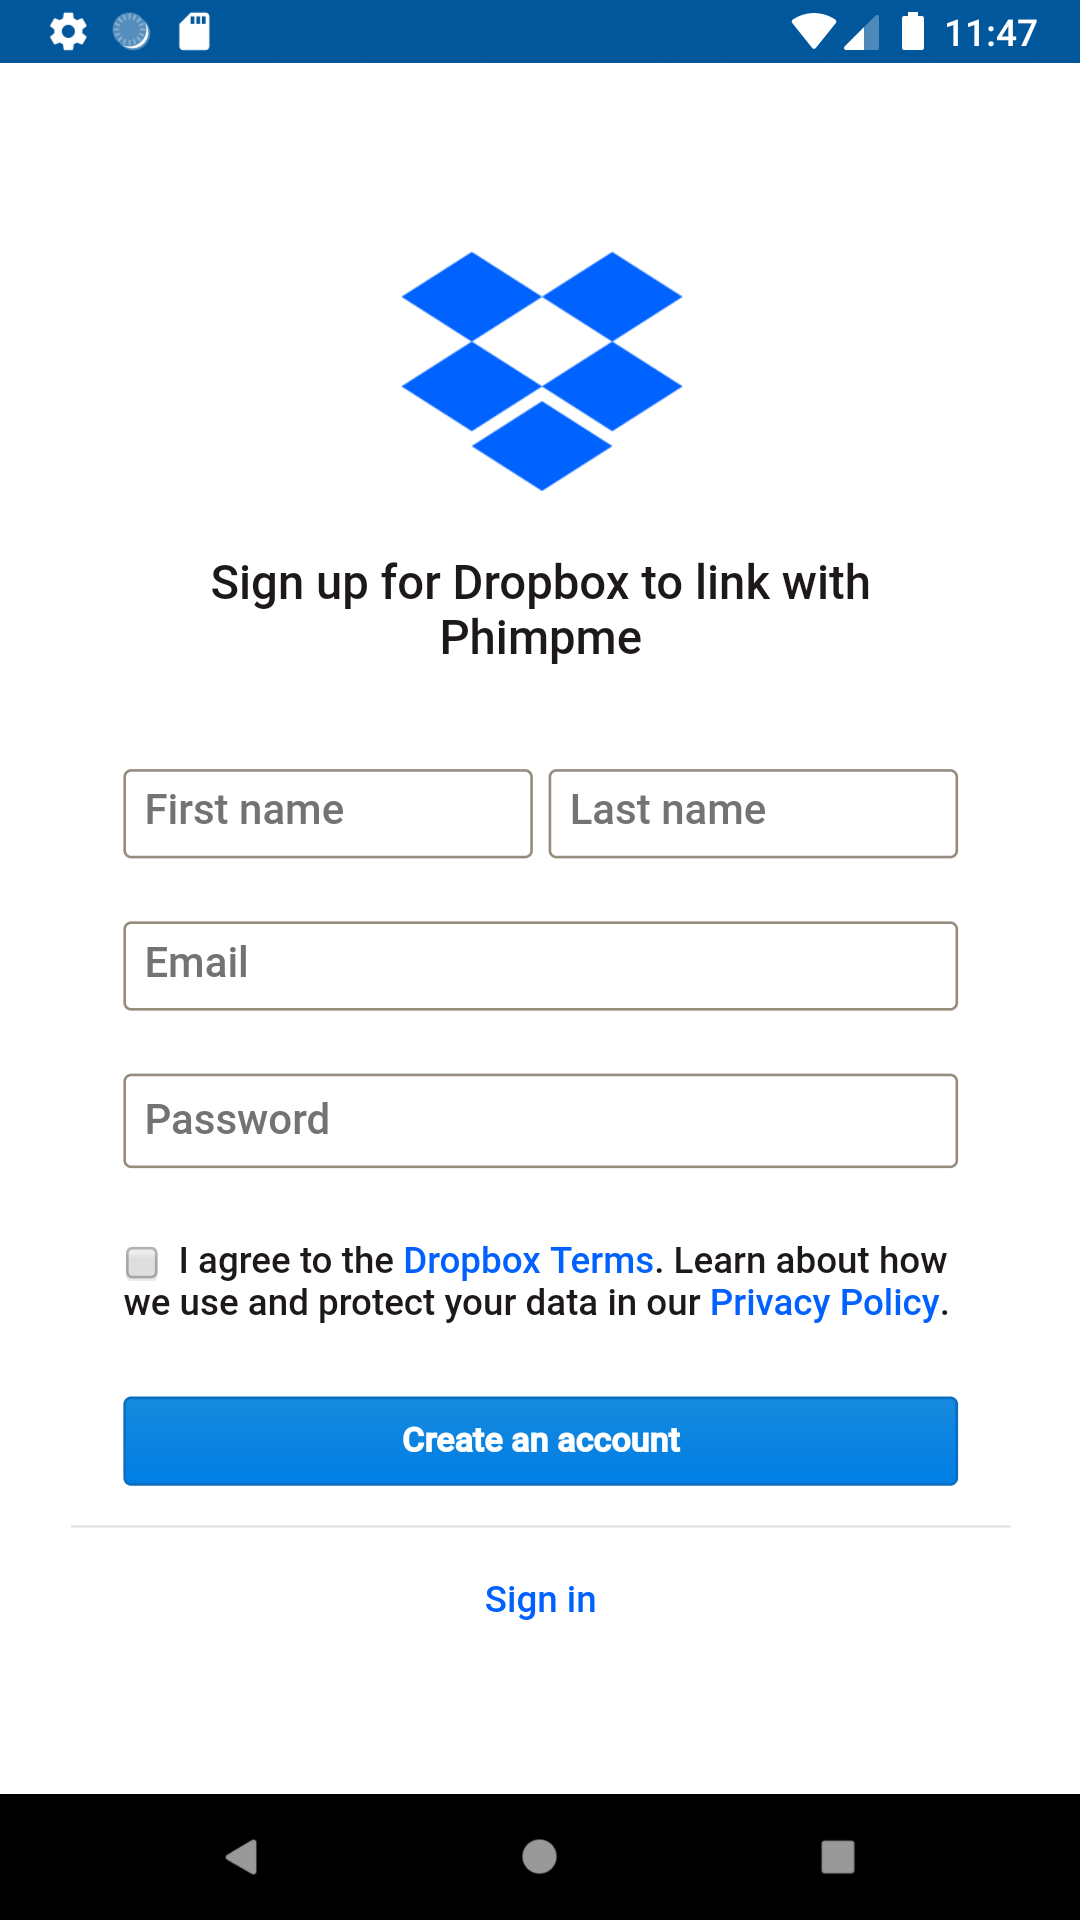 11:47
Sign up for Dropbox to link with
Phimpme
First name
Last name
Email
Password
I agree to the Dropbox Terms. Learn about how
we use and protect your data in our Privacy Policy.
Create an account
Sign in